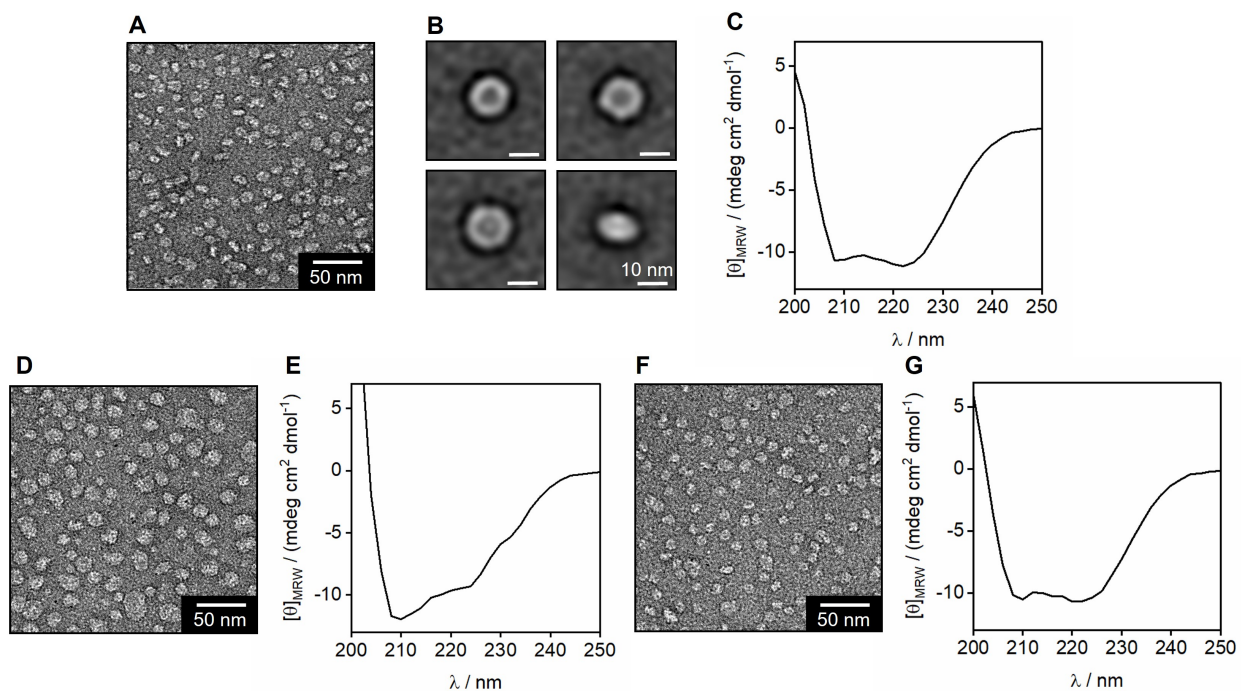 A
50 nm
B
10 nm
C
[θ]MRW / (mdeg cm² dmol⁻¹)
5
0
-5
-10
200 210 220 230 240 250
λ / nm
D
50 nm
E
[θ]MRW / (mdeg cm² dmol⁻¹)
5
0
-5
-10
200 210 220 230 240 250
λ / nm
F
50 nm
G
[θ]MRW / (mdeg cm² dmol⁻¹)
5
0
-5
-10
200 210 220 230 240 250
λ / nm